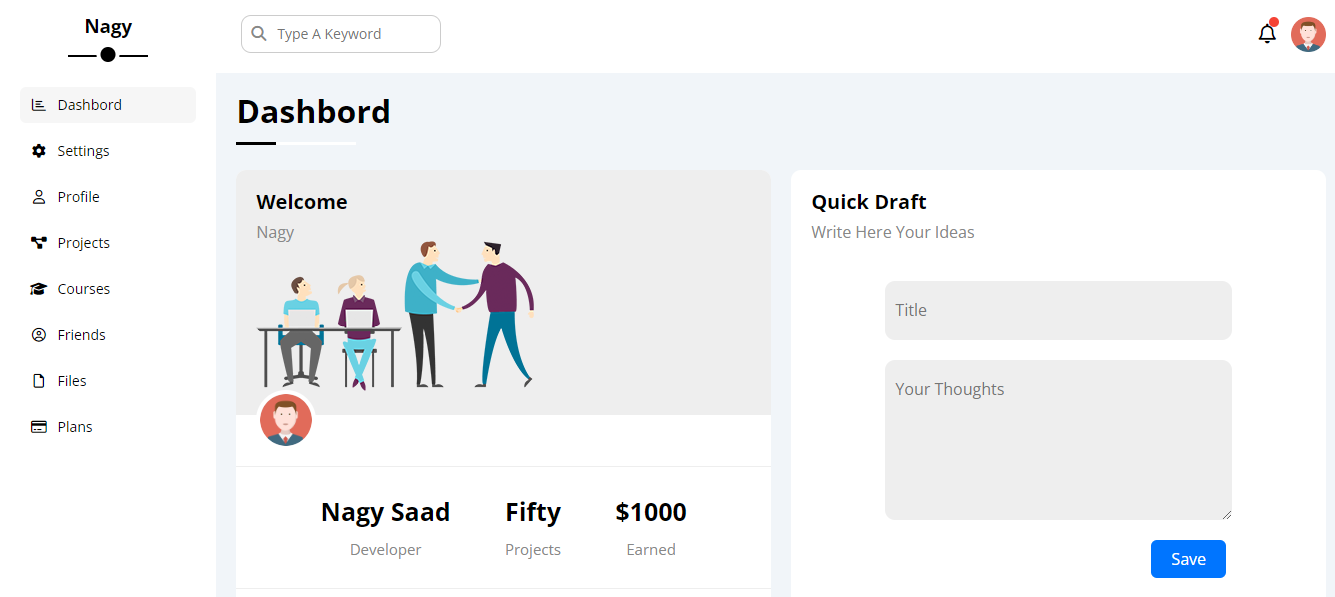 Nagy
Type A Keyword
Dashbord
Settings
Profile
Projects
Courses
Friends
Files
Plans
Dashbord
Welcome
Nagy
Nagy Saad
Developer
Fifty
Projects
$1000
Earned
Quick Draft
Write Here Your Ideas
Title
Your Thoughts
Save